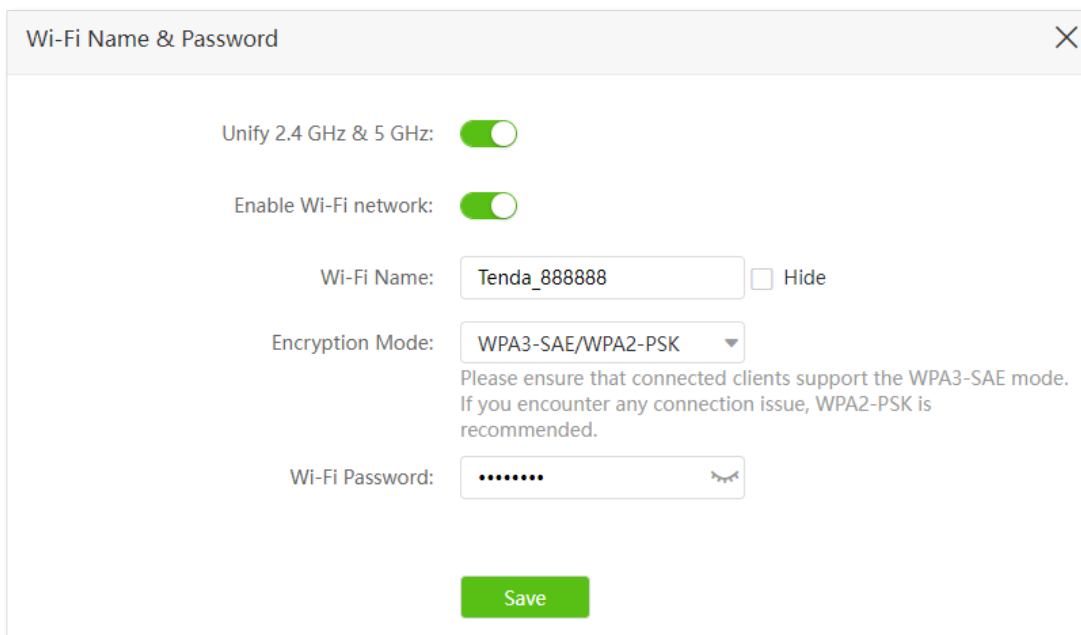 Wi-Fi Name & Password
Unify 2.4 GHz & 5 GHz:
Enable Wi-Fi network:
Wi-Fi Name: Tenda_888888 Hide
Encryption Mode: WPA3-SAE/WPA2-PSK
Please ensure that connected clients support the WPA3-SAE mode.
If you encounter any connection issue, WPA2-PSK is
recommended.
Wi-Fi Password: ••••••••
Save